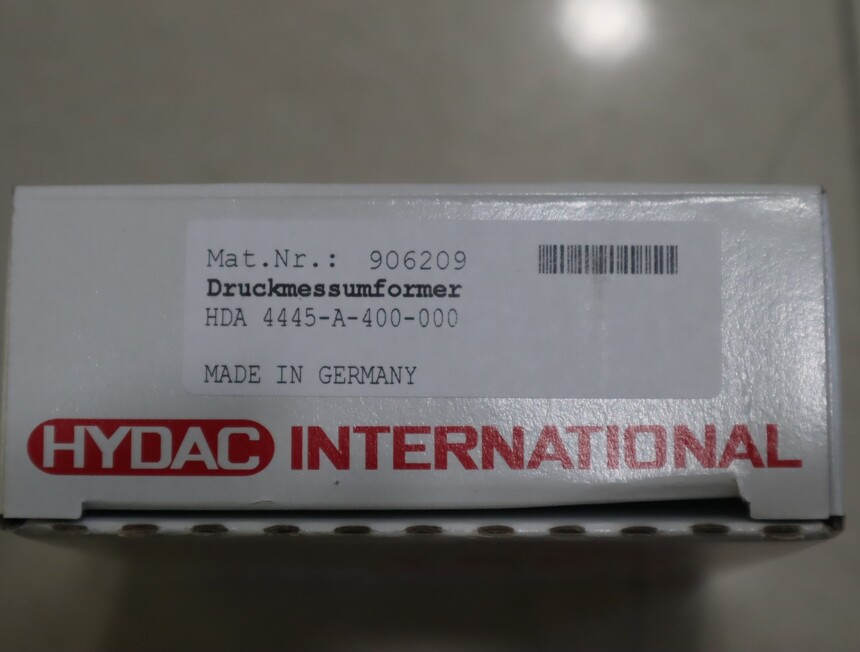 Mat.Nr.: 906209
Druckmessumformer
HDA 4445-A-400-000
MADE IN GERMANY
HYDAC INTERNATIONAL